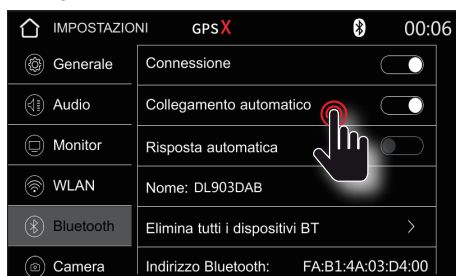 IMPOSTAZIONI GPSX 00:06
Generale
Connessione
Audio
Collegamento automatico
Monitor
Risposta automatica
WLAN
Nome: DL903DAB
Bluetooth
Elimina tutti i dispositivi BT
Camera
Indirizzo Bluetooth: FA:B1:4A:03:D4:00